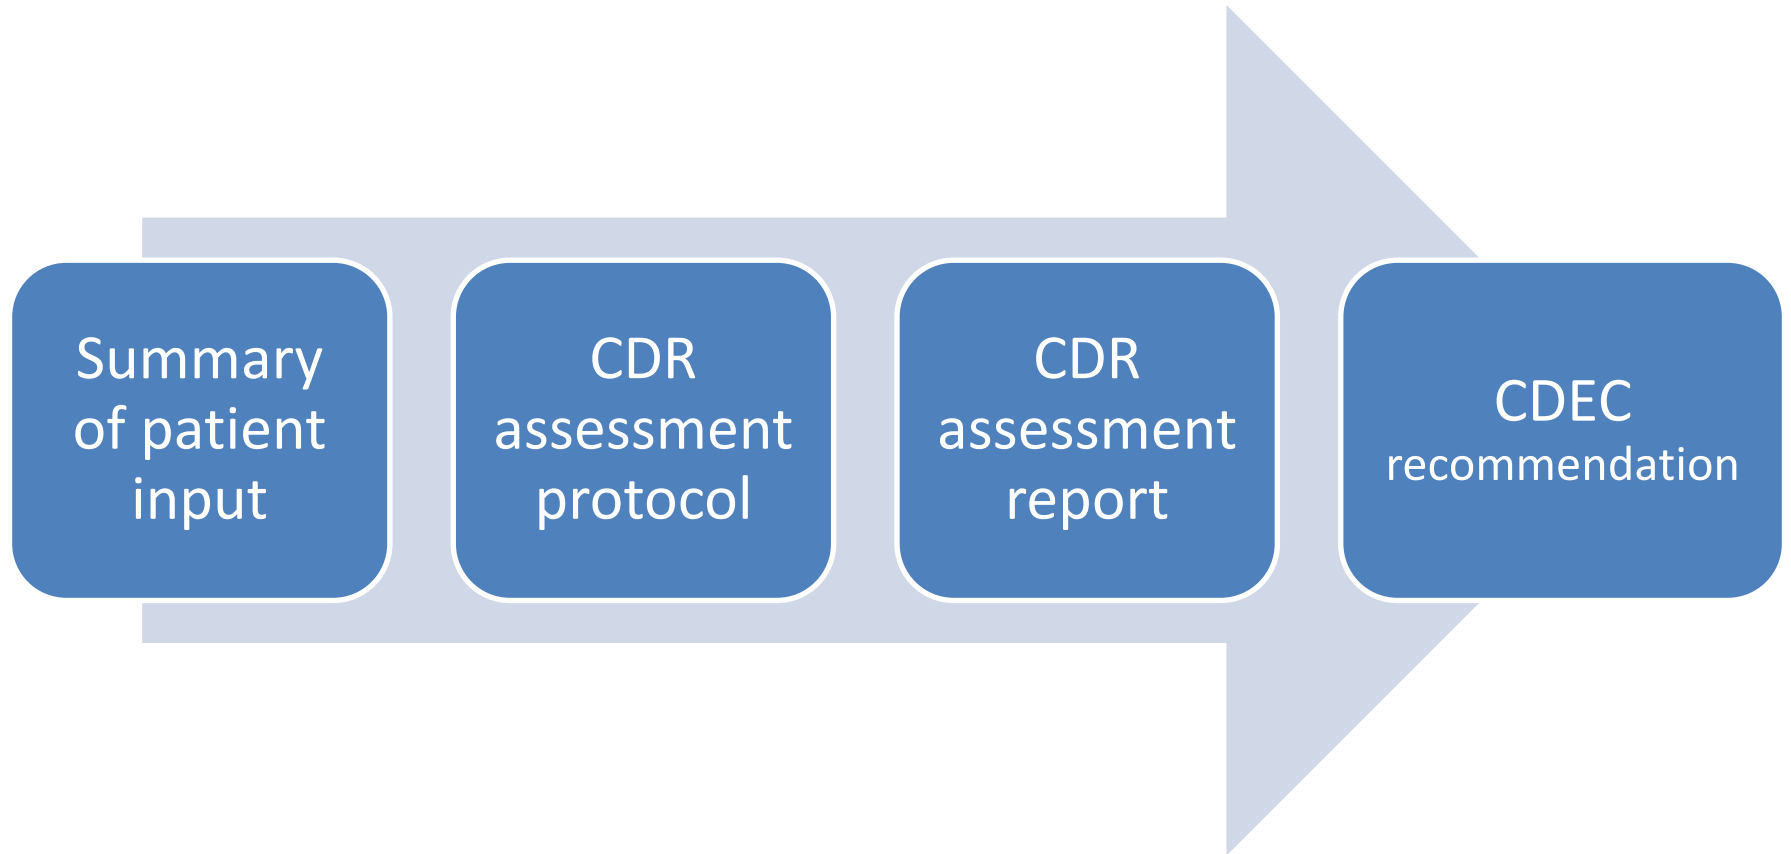 Summary
of patient
input
CDR
assessment
protocol
CDR
assessment
report
CDEC
recommendation